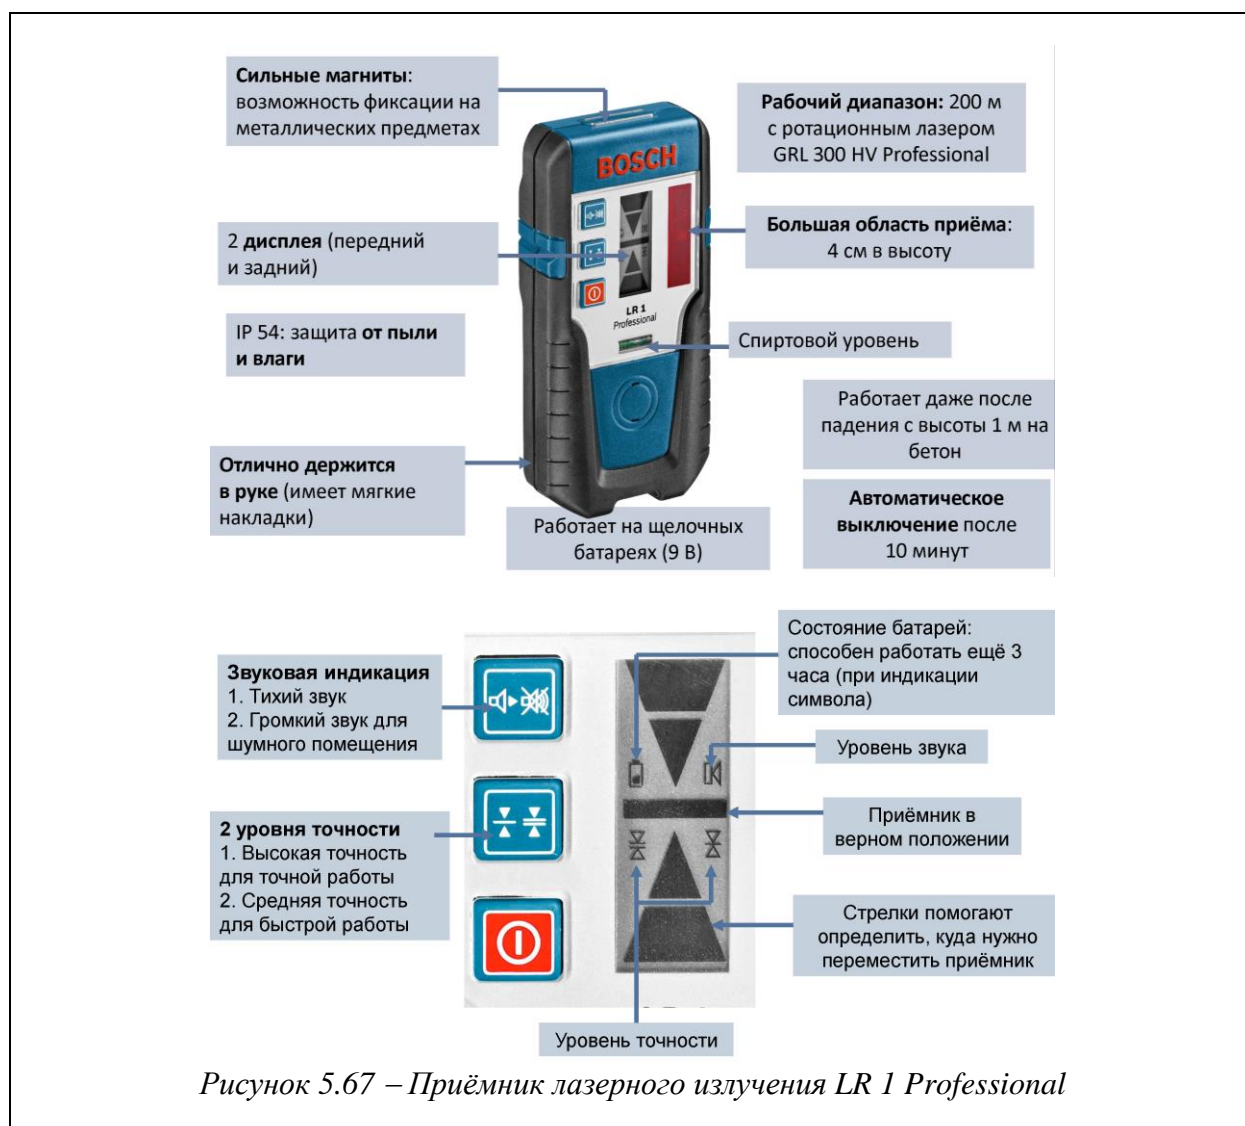 Сильные магниты:
возможность фиксации на
металлических предметах
Рабочий диапазон: 200 м
с ротационным лазером
GRL 300 HV Professional
BOSCH
2 дисплея (передний
и задний)
Большая область приёма:
4 см в высоту
LR 1
Professional
IP 54: защита от пыли
и влаги
Спиртовой уровень
Работает даже после
падения с высоты 1 м на
бетон
Отлично держится
в руке (имеет мягкие
накладки)
Автоматическое
выключение после
10 минут
Работает на щелочных
батареях (9 В)
Звуковая индикация
1. Тихий звук
2. Громкий звук для
шумного помещения
Состояние батарей:
способен работать ещё 3
часа (при индикации
символа)
Уровень звука
2 уровня точности
1. Высокая точность
для точной работы
2. Средняя точность
для быстрой работы
Приёмник в
верном положении
Стрелки помогают
определить, куда нужно
переместить приёмник
Уровень точности
Рисунок 5.67 – Приёмник лазерного излучения LR 1 Professional